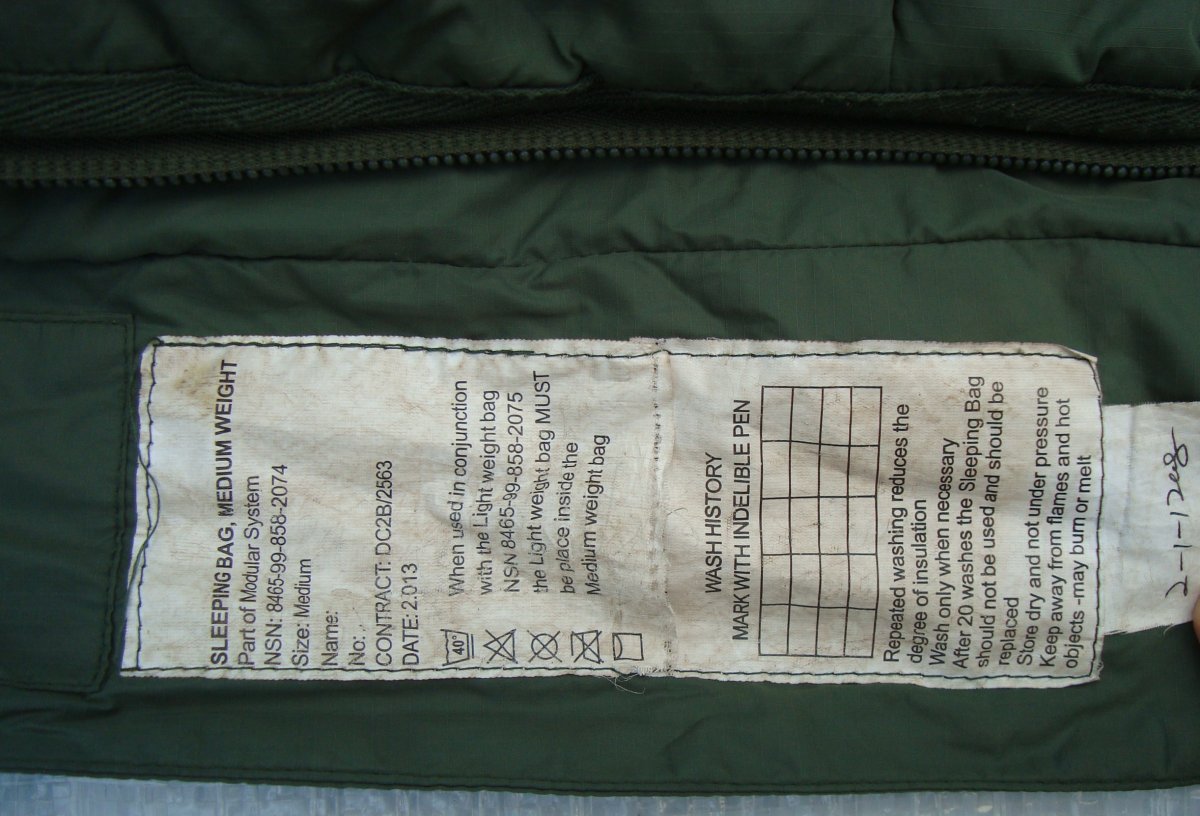 SLEEPING BAG, MEDIUM WEIGHT
Part of Modular System
NSN: 8465-99-858-2074
Size: Medium
Name:
No:
CONTRACT: DC2B/2563
DATE: 2.013
40°
When used in conjunction
with the Light weight bag
NSN 8465-99-858-2075
the Light weight bag MUST
be place inside the
Medium weight bag
WASH HISTORY
MARK WITH INDELIBLE PEN
Repeated washing reduces the
degree of insulation
Wash only when necessary
After 20 washes the Sleeping Bag
should not be used and should be
replaced
Store dry and not under pressure
Keep away from flames and hot
objects -may burn or melt
2-1-1